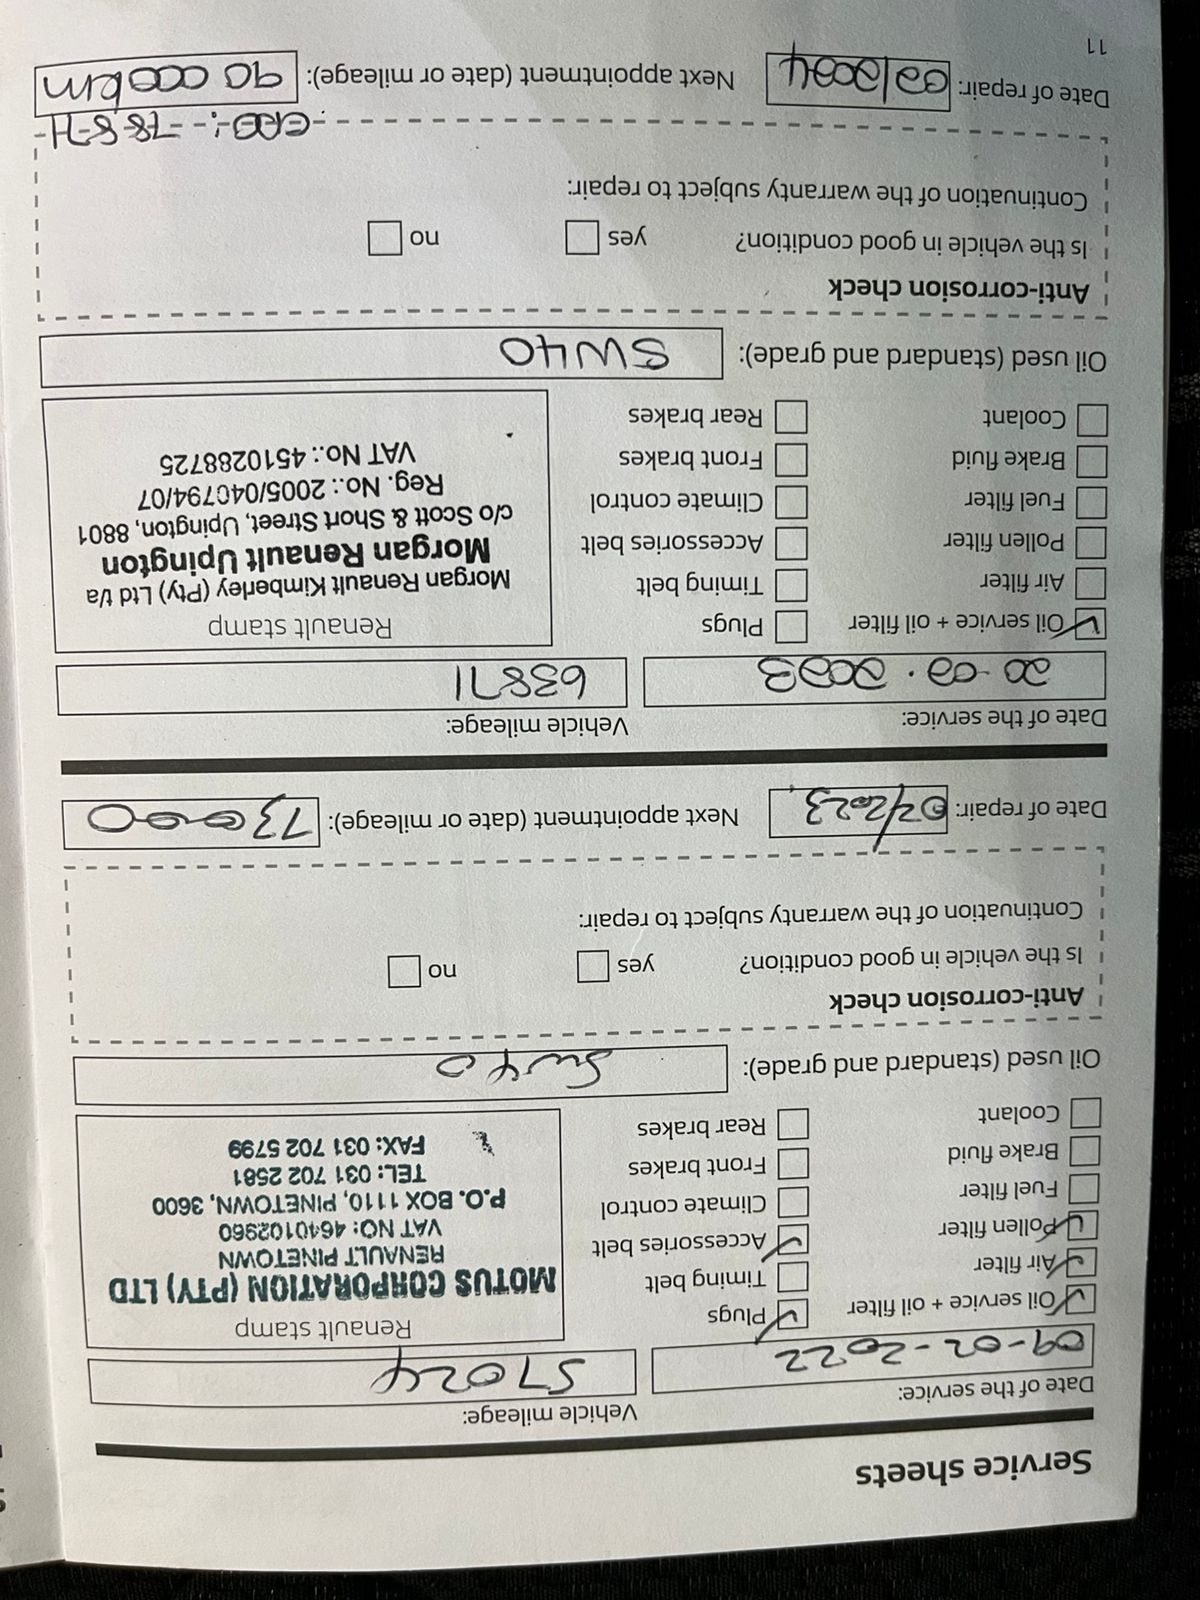 Service sheets
Date of the service: Vehicle mileage:
09-02-2022 57024
Oil service + oil filter Plugs
Air filter Timing belt
Pollen filter Accessories belt
Fuel filter Climate control
Brake fluid Front brakes
Coolant Rear brakes
Renault stamp
MOTUS CORPORATION (PTY) LTD
RENAULT PINETOWN
VAT NO: 4640102960
P.O. BOX 1110, PINETOWN, 3600
TEL: 031 702 2581
FAX: 031 702 5799
Oil used (standard and grade): 5w40
Anti-corrosion check
Is the vehicle in good condition? yes no
Continuation of the warranty subject to repair:
Date of repair: 02/2023 Next appointment (date or mileage): 73000
Date of the service: Vehicle mileage:
20-02-2023 63871
Oil service + oil filter Plugs
Air filter Timing belt
Pollen filter Accessories belt
Fuel filter Climate control
Brake fluid Front brakes
Coolant Rear brakes
Renault stamp
Morgan Renault Kimberley (Pty) Ltd t/a
Morgan Renault Upington
c/o Scott & Short Street, Upington, 8801
Reg. No.: 2005/040794/07
VAT No.: 4510288725
Oil used (standard and grade): 5W40
Anti-corrosion check
Is the vehicle in good condition? yes no
Continuation of the warranty subject to repair:
Date of repair: 02/2024 Next appointment (date or mileage): 90 000km
11